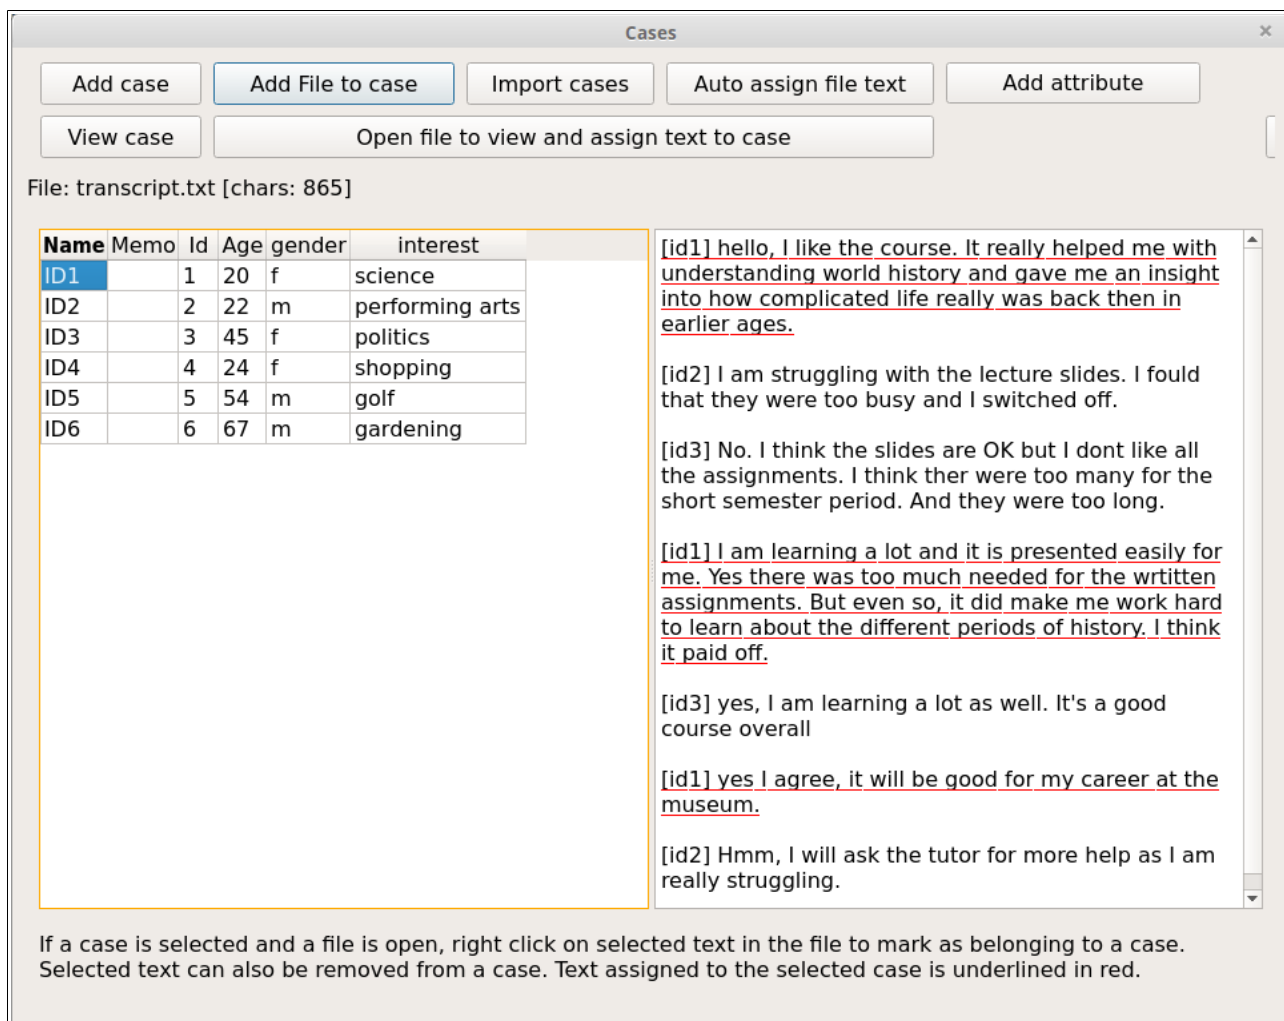 Cases
Add case Add File to case Import cases Auto assign file text Add attribute
View case Open file to view and assign text to case
File: transcript.txt [chars: 865]
Name Memo Id Age gender interest
ID1 1 20 f science
ID2 2 22 m performing arts
ID3 3 45 f politics
ID4 4 24 f shopping
ID5 5 54 m golf
ID6 6 67 m gardening
[id1] hello, I like the course. It really helped me with
understanding world history and gave me an insight
into how complicated life really was back then in
earlier ages.
[id2] I am struggling with the lecture slides. I fould
that they were too busy and I switched off.
[id3] No. I think the slides are OK but I dont like all
the assignments. I think ther were too many for the
short semester period. And they were too long.
[id1] I am learning a lot and it is presented easily for
me. Yes there was too much needed for the wrtitten
assignments. But even so, it did make me work hard
to learn about the different periods of history. I think
it paid off.
[id3] yes, I am learning a lot as well. It's a good
course overall
[id1] yes I agree, it will be good for my career at the
museum.
[id2] Hmm, I will ask the tutor for more help as I am
really struggling.
If a case is selected and a file is open, right click on selected text in the file to mark as belonging to a case.
Selected text can also be removed from a case. Text assigned to the selected case is underlined in red.